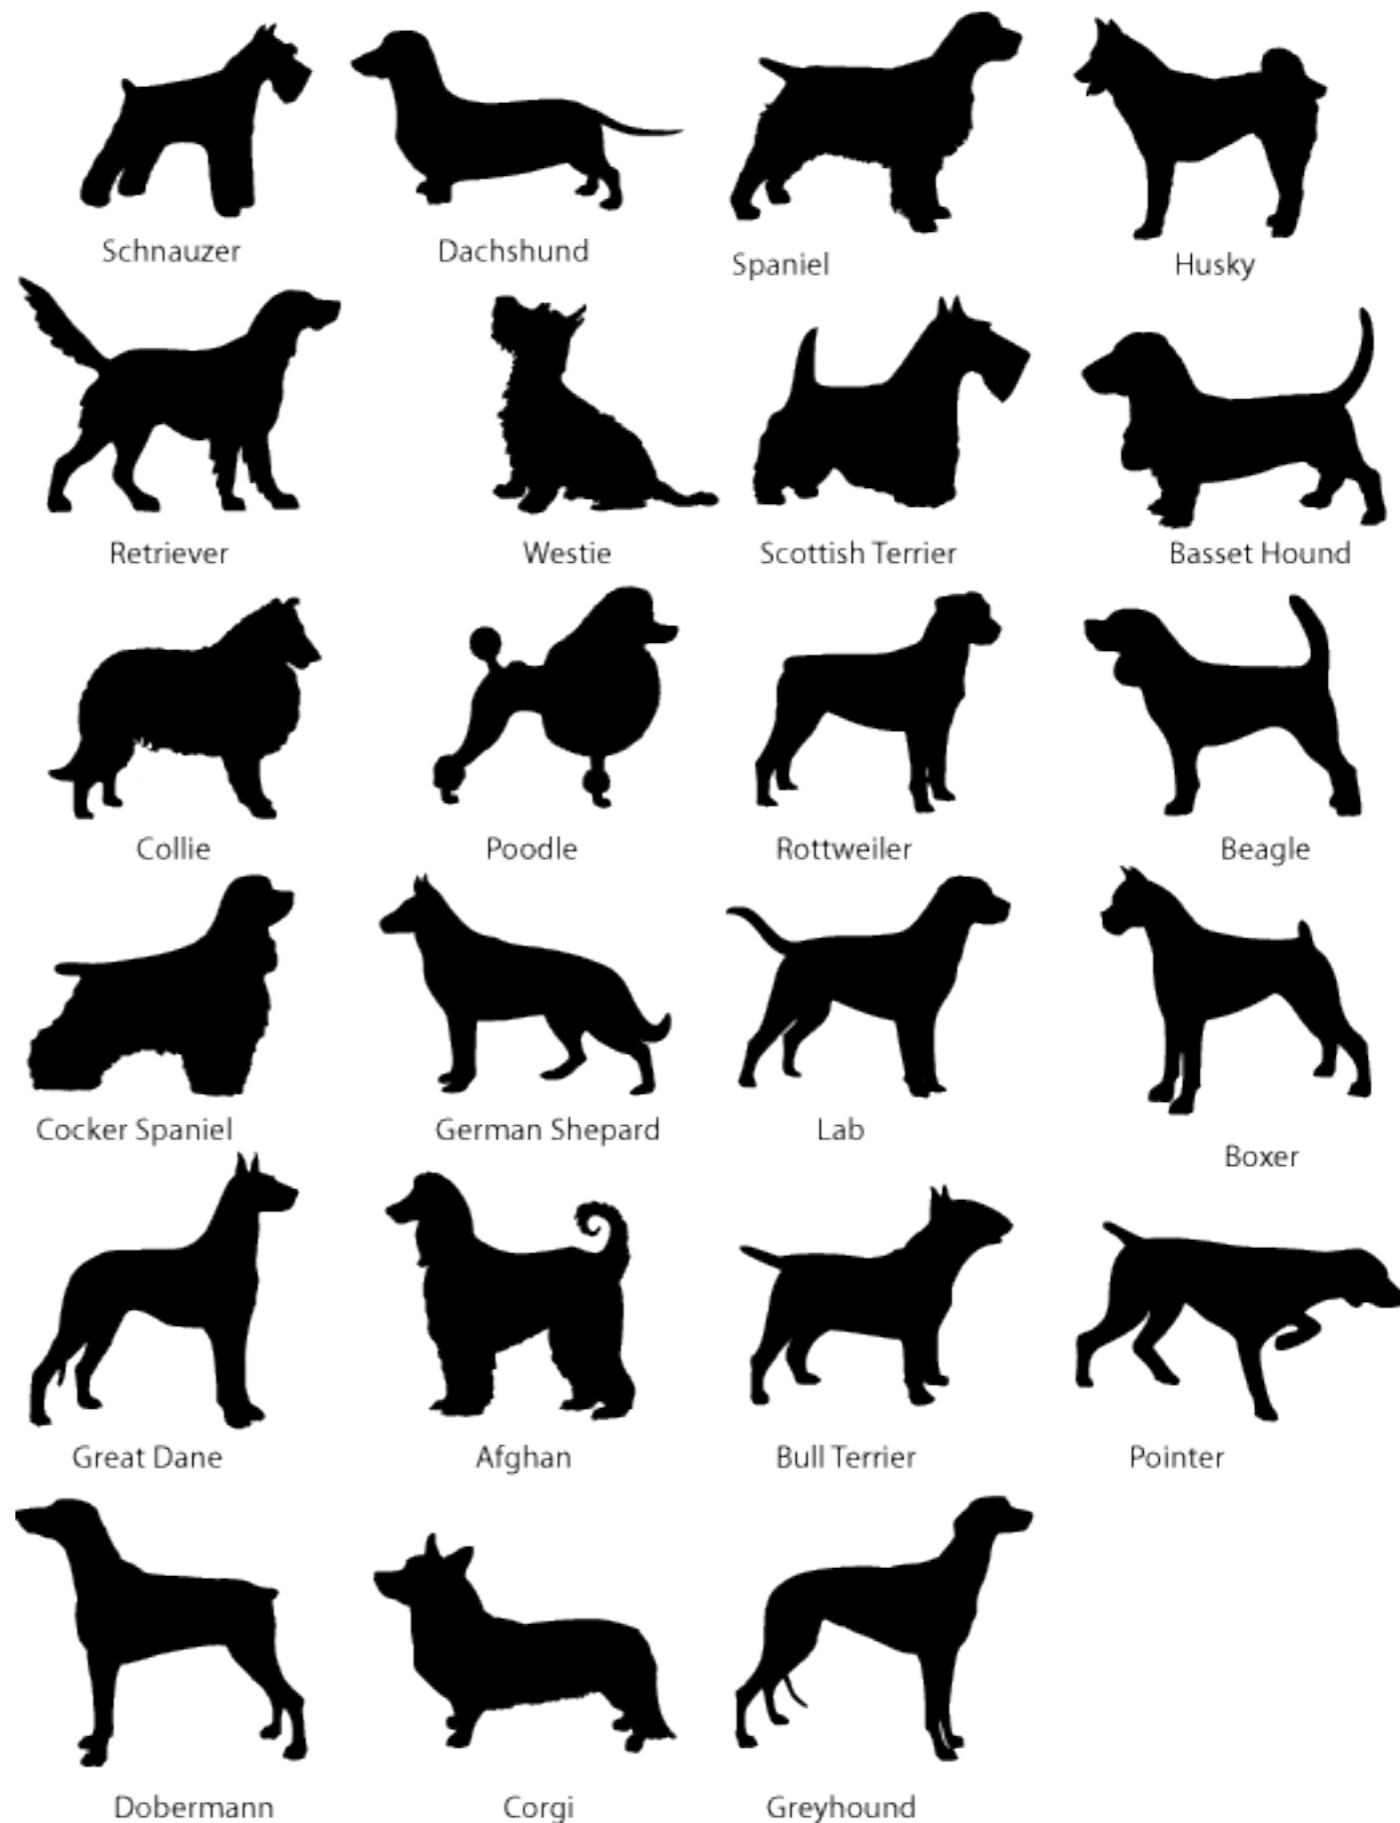 Schnauzer
Dachshund
Spaniel
Husky
Retriever
Westie
Scottish Terrier
Basset Hound
Collie
Poodle
Rottweiler
Beagle
Cocker Spaniel
German Shepard
Lab
Boxer
Great Dane
Afghan
Bull Terrier
Pointer
Dobermann
Corgi
Greyhound